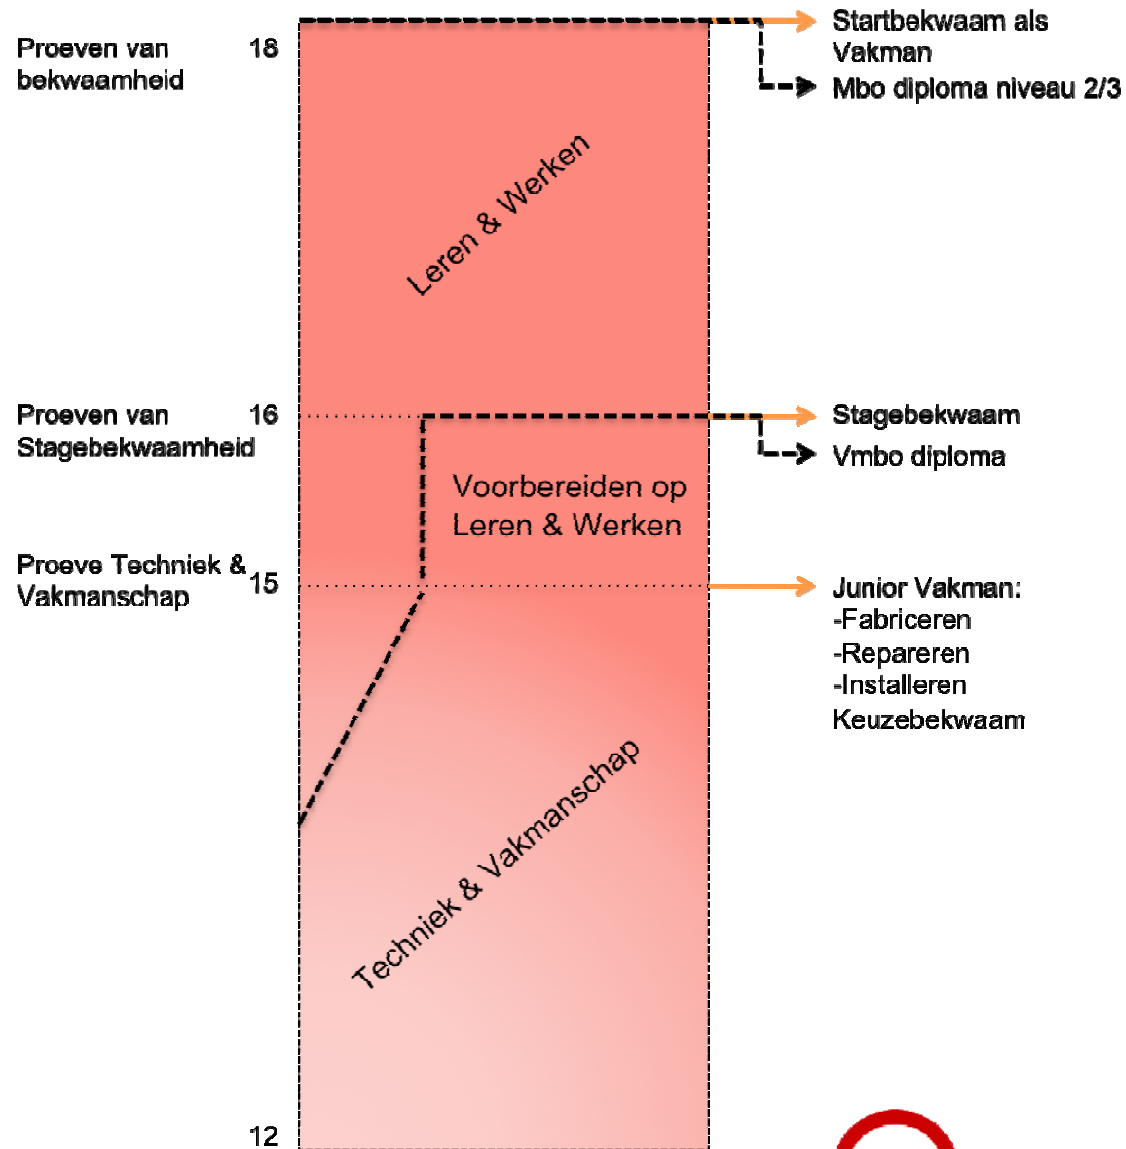 Proeven van
bekwaamheid
18
Startbekwaam als
Vakman
Mbo diploma niveau 2/3
Leren & Werken
Proeven van
Stagebekwaamheid
16
Stagebekwaam
Vmbo diploma
Voorbereiden op
Leren & Werken
Proeve Techniek &
Vakmanschap
15
Junior Vakman:
-Fabriceren
-Repareren
-Installeren
Keuzebekwaam
Techniek & Vakmanschap
12